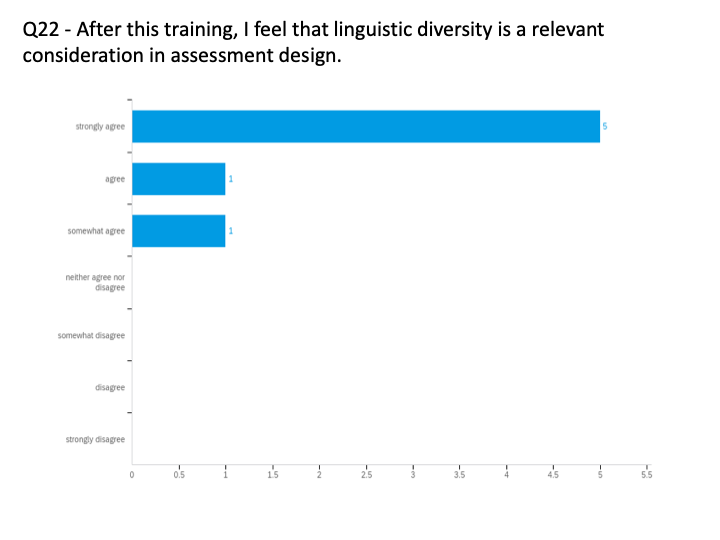 Q22 - After this training, I feel that linguistic diversity is a relevant
consideration in assessment design.
strongly agree
5
agree
1
somewhat agree
1
neither agree nor
disagree
somewhat disagree
disagree
strongly disagree
0 0.5 1 1.5 2 2.5 3 3.5 4 4.5 5 5.5